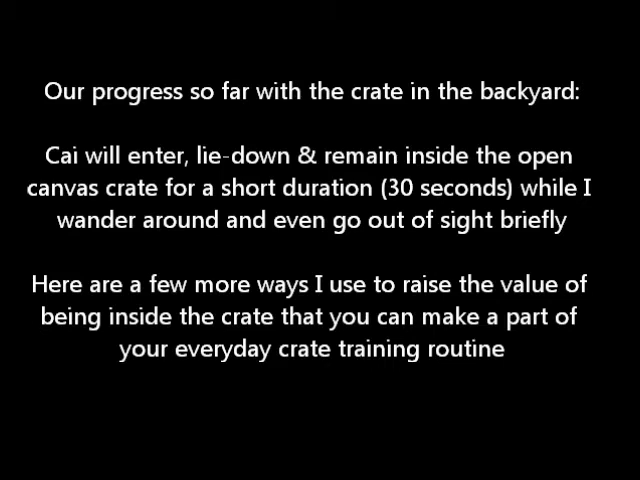 Our progress so far with the crate in the backyard:
Cai will enter, lie-down & remain inside the open
canvas crate for a short duration (30 seconds) while I
wander around and even go out of sight briefly
Here are a few more ways I use to raise the value of
being inside the crate that you can make a part of
your everyday crate training routine